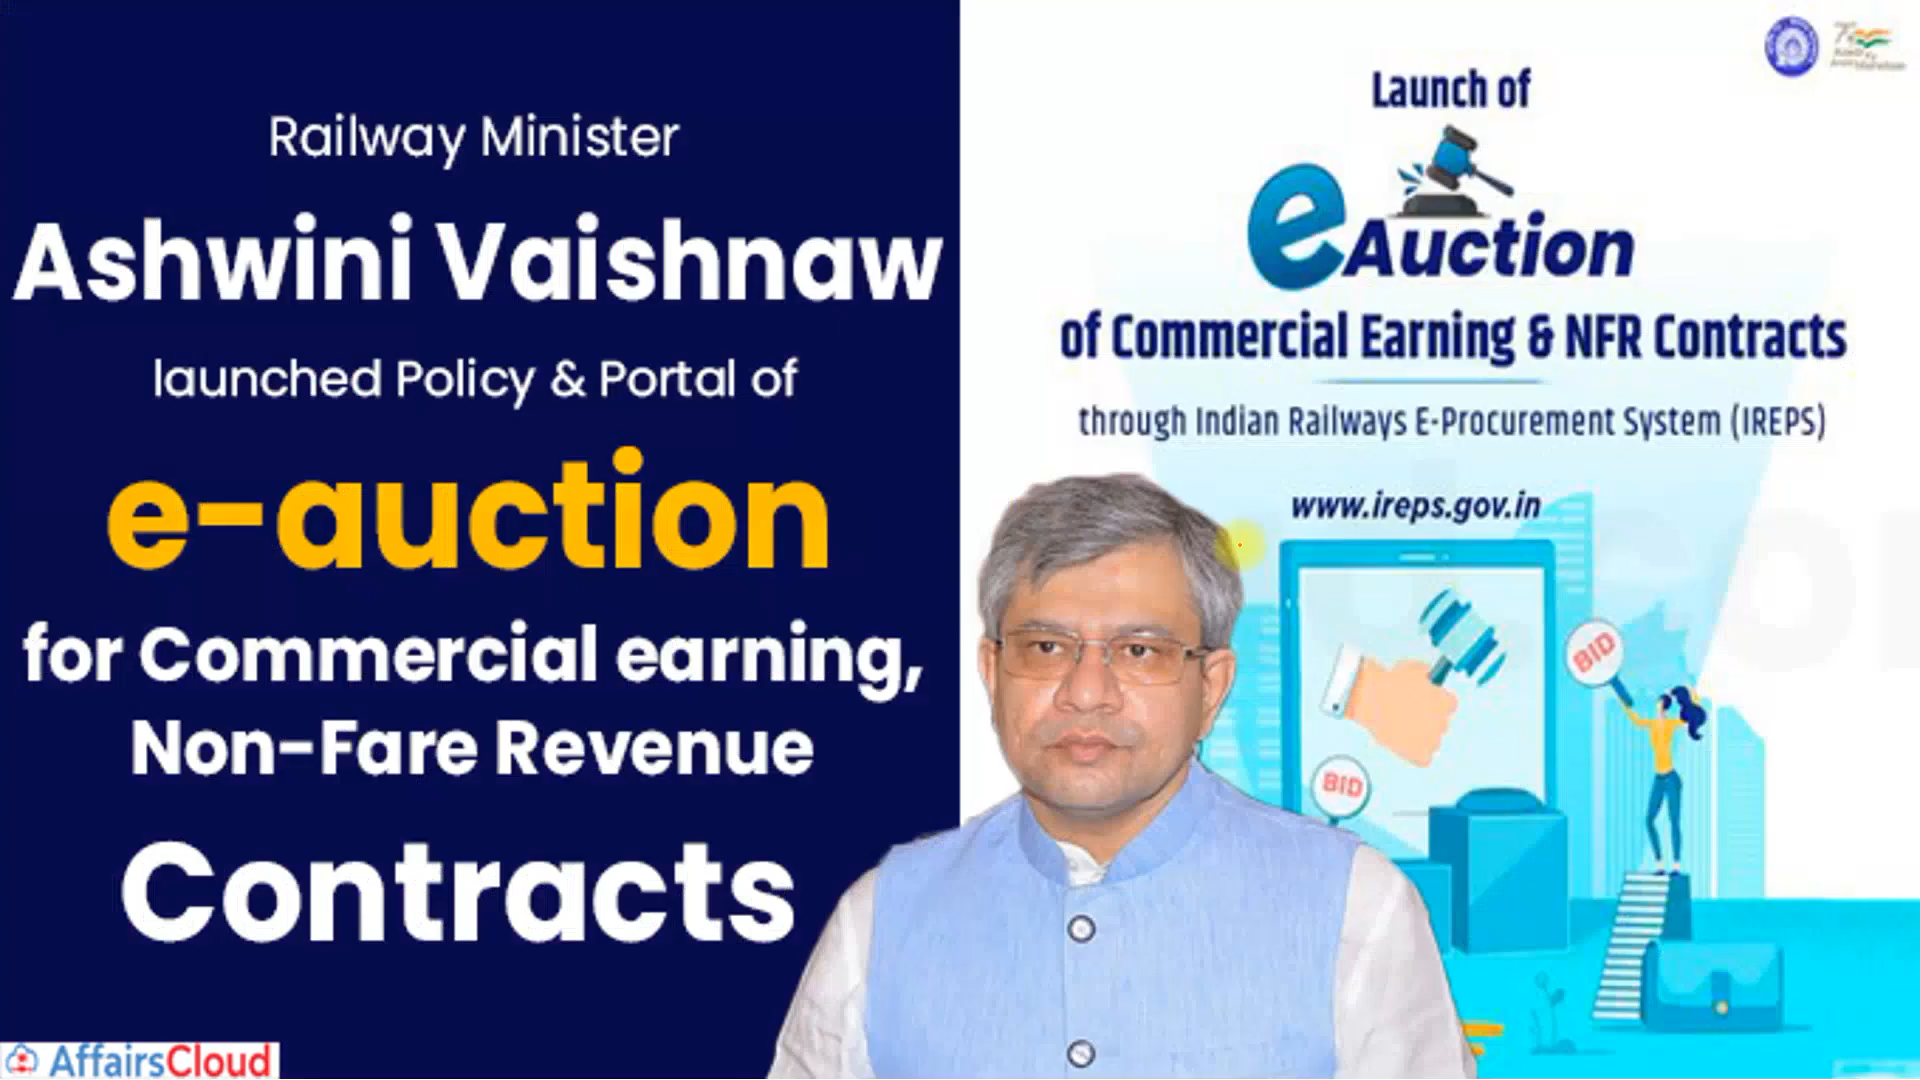 Railway Minister
Ashwini Vaishnaw
launched Policy & Portal of
e-auction
for Commercial earning,
Non-Fare Revenue
Contracts
AffairsCloud
Launch of
eAuction
of Commercial Earning & NFR Contracts
through Indian Railways E-Procurement System (IREPS)
www.ireps.gov.in
BID
BID